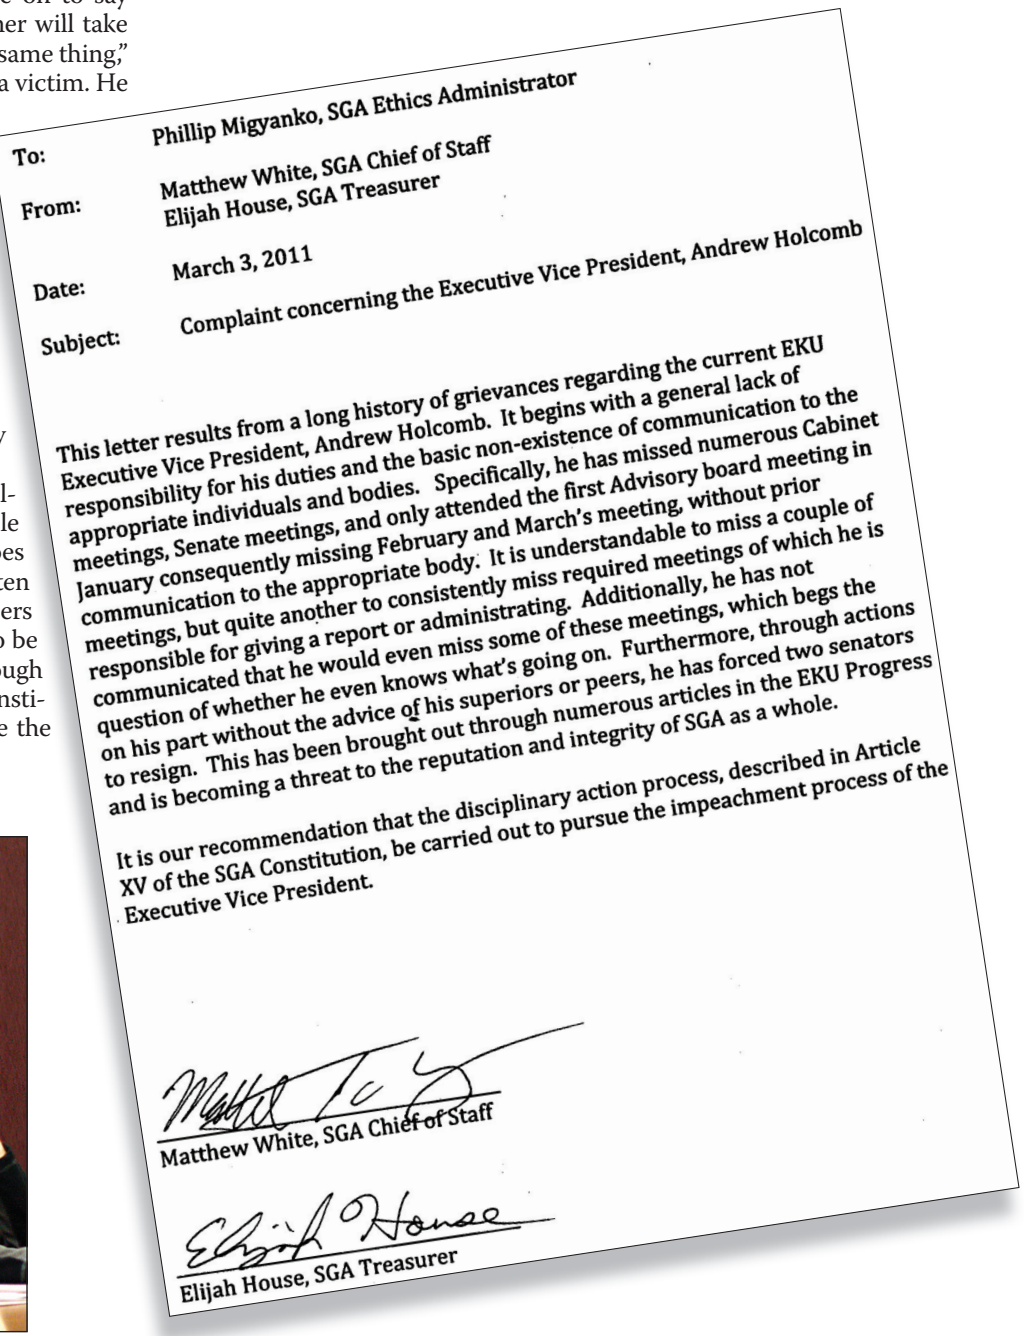 e on to say
her will take
same thing,”
a victim. He
To: Phillip Migyanko, SGA Ethics Administrator
From: Matthew White, SGA Chief of Staff
Elijah House, SGA Treasurer
Date: March 3, 2011
Subject: Complaint concerning the Executive Vice President, Andrew Holcomb
This letter results from a long history of grievances regarding the current EKU
Executive Vice President, Andrew Holcomb. It begins with a general lack of
responsibility for his duties and the basic non-existence of communication to the
appropriate individuals and bodies. Specifically, he has missed numerous Cabinet
meetings, Senate meetings, and only attended the first Advisory board meeting in
January consequently missing February and March's meeting, without prior
communication to the appropriate body. It is understandable to miss a couple of
meetings, but quite another to consistently miss required meetings of which he is
responsible for giving a report or administrating. Additionally, he has not
communicated that he would even miss some of these meetings, which begs the
question of whether he even knows what's going on. Furthermore, through actions
on his part without the advice of his superiors or peers, he has forced two senators
to resign. This has been brought out through numerous articles in the EKU Progress
and is becoming a threat to the reputation and integrity of SGA as a whole.
It is our recommendation that the disciplinary action process, described in Article
XV of the SGA Constitution, be carried out to pursue the impeachment process of the
Executive Vice President.
Matthew White, SGA Chief of Staff
Elijah House
Elijah House, SGA Treasurer
y
l-
le
es
ten
ers
o be
ough
nsti-
e the